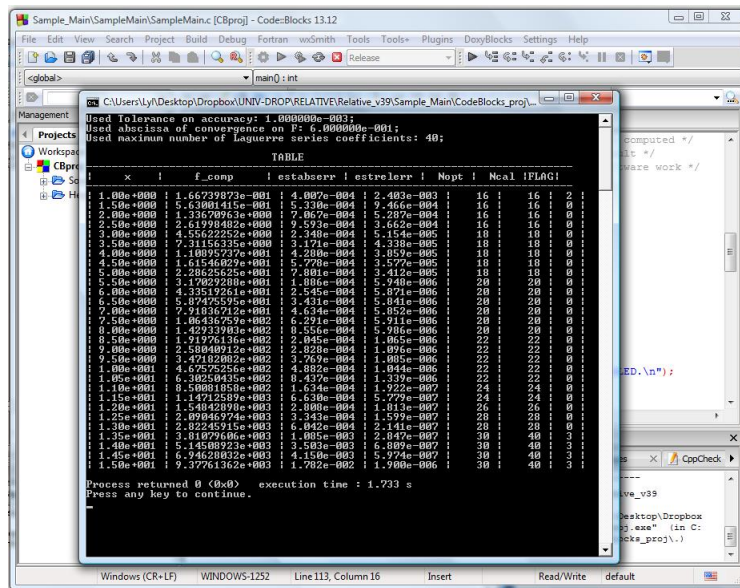 Sample_Main\SampleMain\SampleMain.c [CBproj] - Code::Blocks 13.12
File Edit View Search Project Build Debug Fortran wxSmith Tools Tools+ Plugins DoxyBlocks Settings Help
Release
<global> main() : int
C:\Users\Lyl\Desktop\Dropbox\UNIV-DROP\RELATIVE\Relative_v39\Sample_Main\CodeBlocks_proj\...
Management
Projects
Workspac
CBpro
So
He
computed */
lt */
ware work */
ED.\n");
Used Tolerance on accuracy: 1.000000e-003;
Used abscissa of convergence on F: 6.000000e-001;
Used maximum number of Laguerre series coefficients: 40;
TABLE
| x | f_comp | estabserr | estrelerr | Nopt | Ncal |FLAG|
| 1.00e+000 | 1.66739873e-001 | 4.007e-004 | 2.403e-003 | 16 | 16 | 2 |
| 1.50e+000 | 5.63001415e-001 | 5.330e-004 | 9.466e-004 | 16 | 16 | 0 |
| 2.00e+000 | 1.33670963e+000 | 7.067e-004 | 5.287e-004 | 16 | 16 | 0 |
| 2.50e+000 | 2.61998482e+000 | 9.593e-004 | 3.662e-004 | 16 | 16 | 0 |
| 3.00e+000 | 4.55622252e+000 | 2.348e-004 | 5.154e-005 | 18 | 18 | 0 |
| 3.50e+000 | 7.31156335e+000 | 3.171e-004 | 4.338e-005 | 18 | 18 | 0 |
| 4.00e+000 | 1.10895737e+001 | 4.280e-004 | 3.859e-005 | 18 | 18 | 0 |
| 4.50e+000 | 1.61546029e+001 | 5.778e-004 | 3.577e-005 | 18 | 18 | 0 |
| 5.00e+000 | 2.28625625e+001 | 7.801e-004 | 3.412e-005 | 18 | 18 | 0 |
| 5.50e+000 | 3.17029288e+001 | 1.886e-004 | 5.948e-006 | 20 | 20 | 0 |
| 6.00e+000 | 4.33519261e+001 | 2.545e-004 | 5.871e-006 | 20 | 20 | 0 |
| 6.50e+000 | 5.87475595e+001 | 3.431e-004 | 5.841e-006 | 20 | 20 | 0 |
| 7.00e+000 | 7.91836712e+001 | 4.634e-004 | 5.852e-006 | 20 | 20 | 0 |
| 7.50e+000 | 1.06436759e+002 | 6.291e-004 | 5.911e-006 | 20 | 20 | 0 |
| 8.00e+000 | 1.42933903e+002 | 8.556e-004 | 5.986e-006 | 20 | 20 | 0 |
| 8.50e+000 | 1.91976136e+002 | 2.045e-004 | 1.065e-006 | 22 | 22 | 0 |
| 9.00e+000 | 2.58040912e+002 | 2.828e-004 | 1.096e-006 | 22 | 22 | 0 |
| 9.50e+000 | 3.47182082e+002 | 3.769e-004 | 1.085e-006 | 22 | 22 | 0 |
| 1.00e+001 | 4.67575256e+002 | 4.882e-004 | 1.044e-006 | 22 | 22 | 0 |
| 1.05e+001 | 6.30250435e+002 | 8.437e-004 | 1.339e-006 | 22 | 22 | 0 |
| 1.10e+001 | 8.50081858e+002 | 1.634e-004 | 1.922e-007 | 24 | 24 | 0 |
| 1.15e+001 | 1.14712589e+003 | 6.630e-004 | 5.779e-007 | 24 | 24 | 0 |
| 1.20e+001 | 1.54842898e+003 | 2.808e-004 | 1.813e-007 | 26 | 26 | 0 |
| 1.25e+001 | 2.09046974e+003 | 3.343e-004 | 1.599e-007 | 28 | 28 | 0 |
| 1.30e+001 | 2.82245915e+003 | 6.042e-004 | 2.141e-007 | 28 | 28 | 0 |
| 1.35e+001 | 3.81079606e+003 | 1.085e-003 | 2.847e-007 | 30 | 40 | 3 |
| 1.40e+001 | 5.14508923e+003 | 3.503e-003 | 6.809e-007 | 30 | 40 | 3 |
| 1.45e+001 | 6.94628032e+003 | 4.150e-003 | 5.974e-007 | 30 | 40 | 3 |
| 1.50e+001 | 9.37761362e+003 | 1.782e-002 | 1.900e-006 | 30 | 40 | 3 |
Process returned 0 (0x0) execution time : 1.733 s
Press any key to continue.
es CppCheck
ive_v39
Desktop\Dropbox
oj.exe" (in C:
ocks_proj\.)
Windows (CR+LF) WINDOWS-1252 Line 113, Column 16 Insert Read/Write default